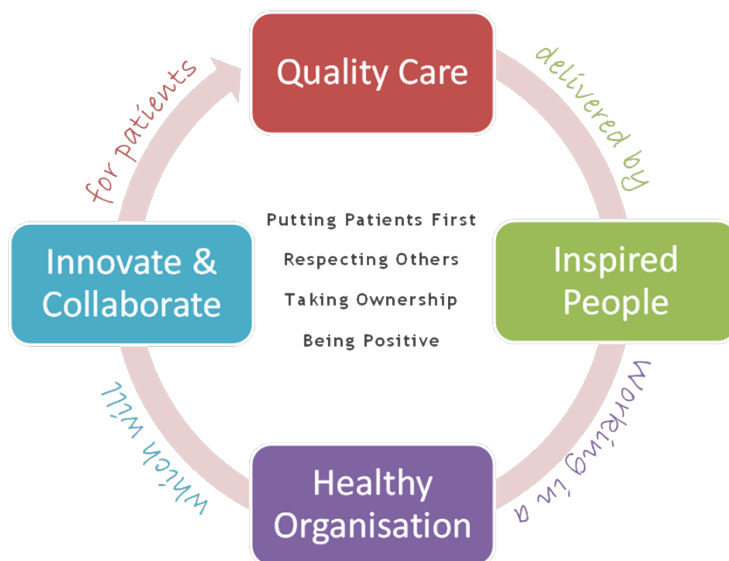 Quality Care
delivered by
Inspired
People
Working in a
Healthy
Organisation
which will
Innovate &
Collaborate
for patients
Putting Patients First
Respecting Others
Taking Ownership
Being Positive